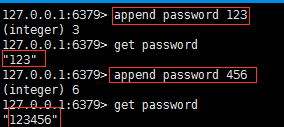 127.0.0.1:6379> append password 123
(integer) 3
127.0.0.1:6379> get password
"123"
127.0.0.1:6379> append password 456
(integer) 6
127.0.0.1:6379> get password
"123456"